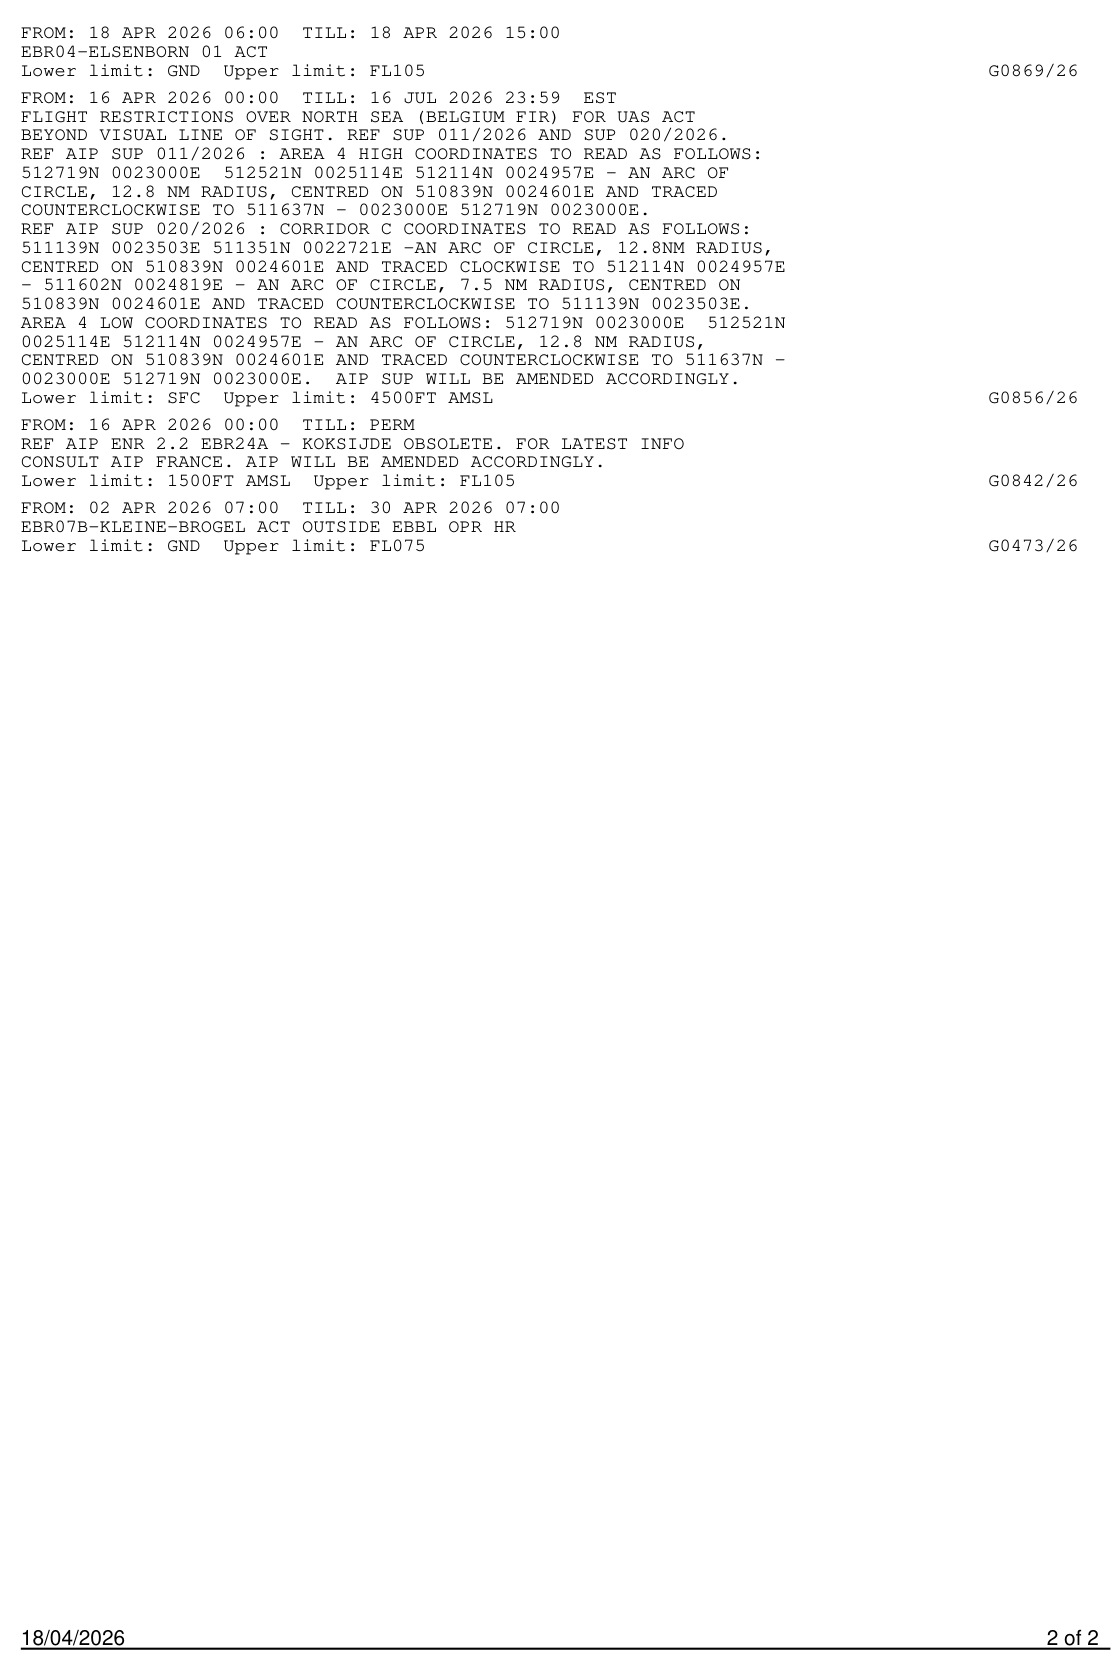 FROM: 18 APR 2026 06:00  TILL: 18 APR 2026 15:00
EBR04-ELSENBORN 01 ACT
Lower limit: GND  Upper limit: FL105 G0869/26
FROM: 16 APR 2026 00:00  TILL: 16 JUL 2026 23:59  EST
FLIGHT RESTRICTIONS OVER NORTH SEA (BELGIUM FIR) FOR UAS ACT
BEYOND VISUAL LINE OF SIGHT. REF SUP 011/2026 AND SUP 020/2026.
REF AIP SUP 011/2026 : AREA 4 HIGH COORDINATES TO READ AS FOLLOWS:
512719N 0023000E  512521N 0025114E 512114N 0024957E - AN ARC OF
CIRCLE, 12.8 NM RADIUS, CENTRED ON 510839N 0024601E AND TRACED
COUNTERCLOCKWISE TO 511637N - 0023000E 512719N 0023000E.
REF AIP SUP 020/2026 : CORRIDOR C COORDINATES TO READ AS FOLLOWS:
511139N 0023503E 511351N 0022721E -AN ARC OF CIRCLE, 12.8NM RADIUS,
CENTRED ON 510839N 0024601E AND TRACED CLOCKWISE TO 512114N 0024957E
- 511602N 0024819E - AN ARC OF CIRCLE, 7.5 NM RADIUS, CENTRED ON
510839N 0024601E AND TRACED COUNTERCLOCKWISE TO 511139N 0023503E.
AREA 4 LOW COORDINATES TO READ AS FOLLOWS: 512719N 0023000E  512521N
0025114E 512114N 0024957E - AN ARC OF CIRCLE, 12.8 NM RADIUS,
CENTRED ON 510839N 0024601E AND TRACED COUNTERCLOCKWISE TO 511637N -
0023000E 512719N 0023000E.  AIP SUP WILL BE AMENDED ACCORDINGLY.
Lower limit: SFC  Upper limit: 4500FT AMSL G0856/26
FROM: 16 APR 2026 00:00  TILL: PERM
REF AIP ENR 2.2 EBR24A - KOKSIJDE OBSOLETE. FOR LATEST INFO
CONSULT AIP FRANCE. AIP WILL BE AMENDED ACCORDINGLY.
Lower limit: 1500FT AMSL  Upper limit: FL105 G0842/26
FROM: 02 APR 2026 07:00  TILL: 30 APR 2026 07:00
EBR07B-KLEINE-BROGEL ACT OUTSIDE EBBL OPR HR
Lower limit: GND  Upper limit: FL075 G0473/26
18/04/2026 2 of 2